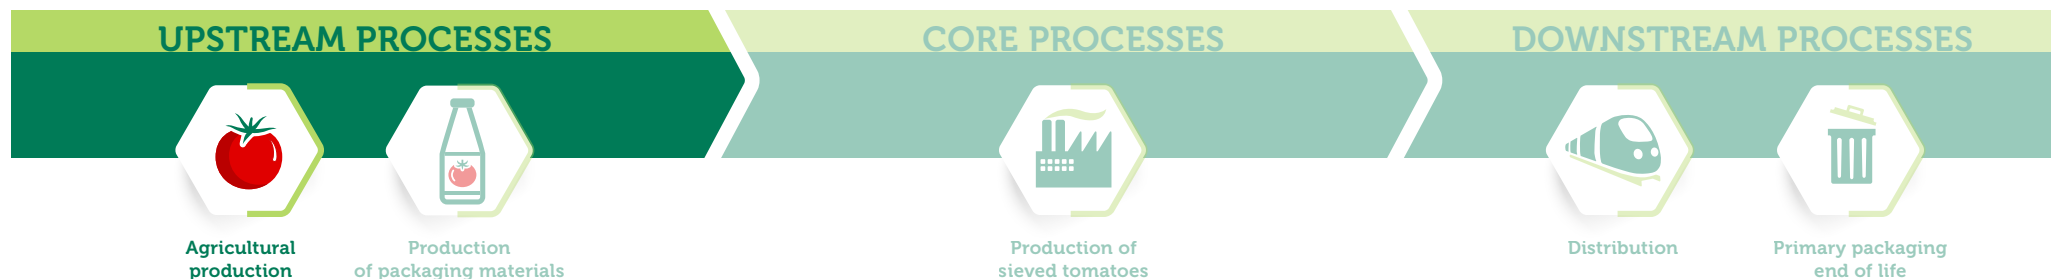 UPSTREAM PROCESSES
CORE PROCESSES
DOWNSTREAM PROCESSES
Agricultural
production
Production
of packaging materials
Production of
sieved tomatoes
Distribution
Primary packaging
end of life